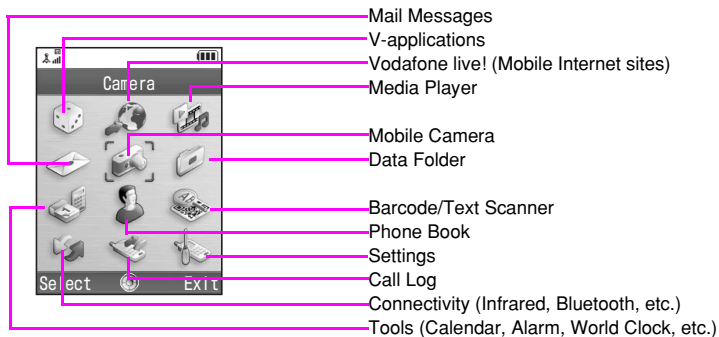 Mail Messages
V-applications
Vodafone live! (Mobile Internet sites)
Media Player
Mobile Camera
Data Folder
Barcode/Text Scanner
Phone Book
Settings
Call Log
Connectivity (Infrared, Bluetooth, etc.)
Tools (Calendar, Alarm, World Clock, etc.)
Camera
Select
Exit